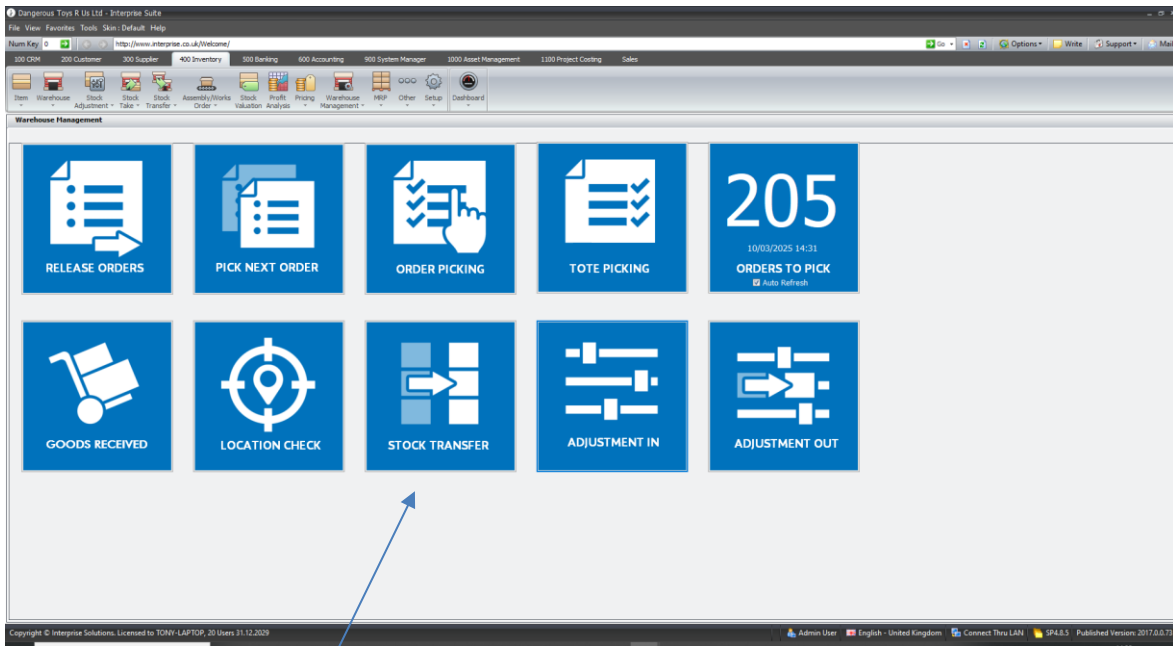 Dangerous Toys R Us Ltd - Interprise Suite
File View Favorites Tools Skin : Default Help
Num Key 0 http://www.interprise.co.uk/Welcome/ Go Options Write Support Mail
100 CRM 200 Customer 300 Supplier 400 Inventory 500 Banking 600 Accounting 900 System Manager 1000 Asset Management 1100 Project Costing Sales
Item Warehouse Stock Adjustment Stock Take Stock Transfer Assembly/Works Order Stock Valuation Profit Analysis Pricing Warehouse Management MRP Other Setup Dashboard
Warehouse Management
205
10/03/2025 14:31
RELEASE ORDERS PICK NEXT ORDER ORDER PICKING TOTE PICKING ORDERS TO PICK
Auto Refresh
GOODS RECEIVED LOCATION CHECK STOCK TRANSFER ADJUSTMENT IN ADJUSTMENT OUT
Copyright © Interprise Solutions. Licensed to TONY-LAPTOP, 20 Users 31.12.2029 Admin User English - United Kingdom Connect Thru LAN SP4.8.5 Published Version: 2017.0.0.73